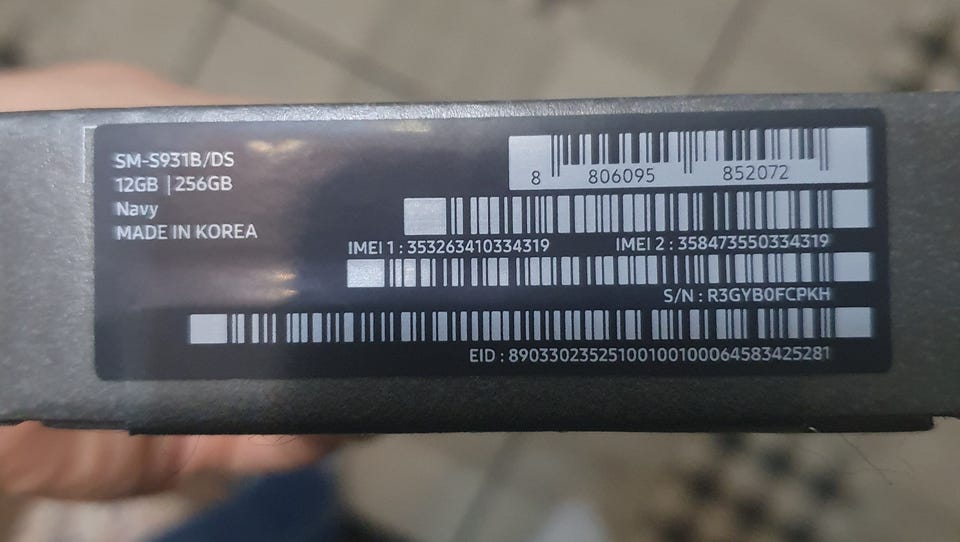 SM-S931B/DS
12GB | 256GB
Navy
MADE IN KOREA
8 806095 852072
IMEI 1 : 353263410334319 IMEI 2 : 358473550334319
S/N : R3GYB0FCPKH
EID : 89033023525100100100064583425281